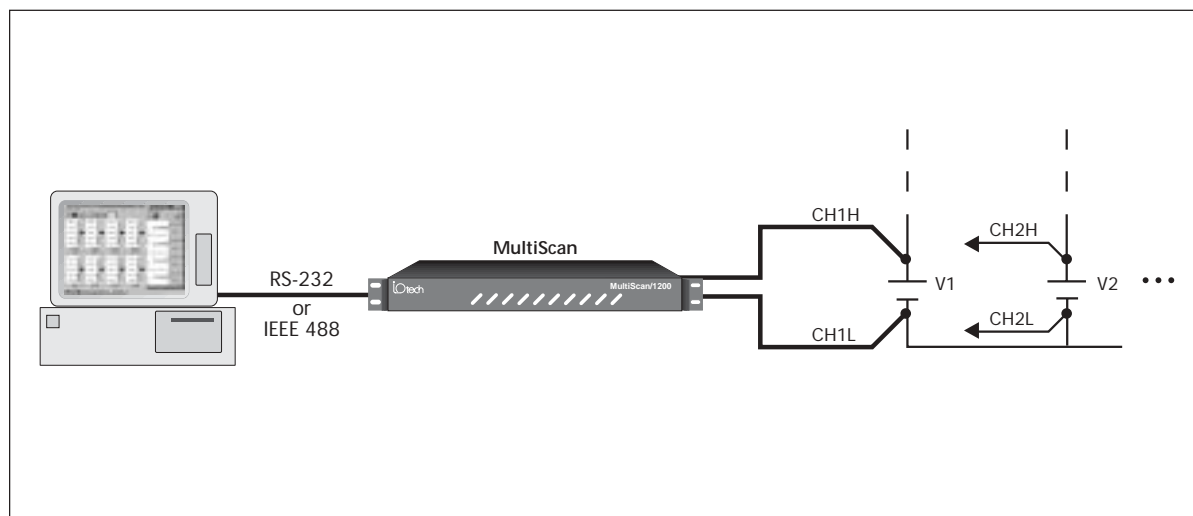 MultiScan
RS-232
or
IEEE 488
iOtech
MultiScan/1200
CH1H
CH1L
V1
CH2H
CH2L
V2
•••